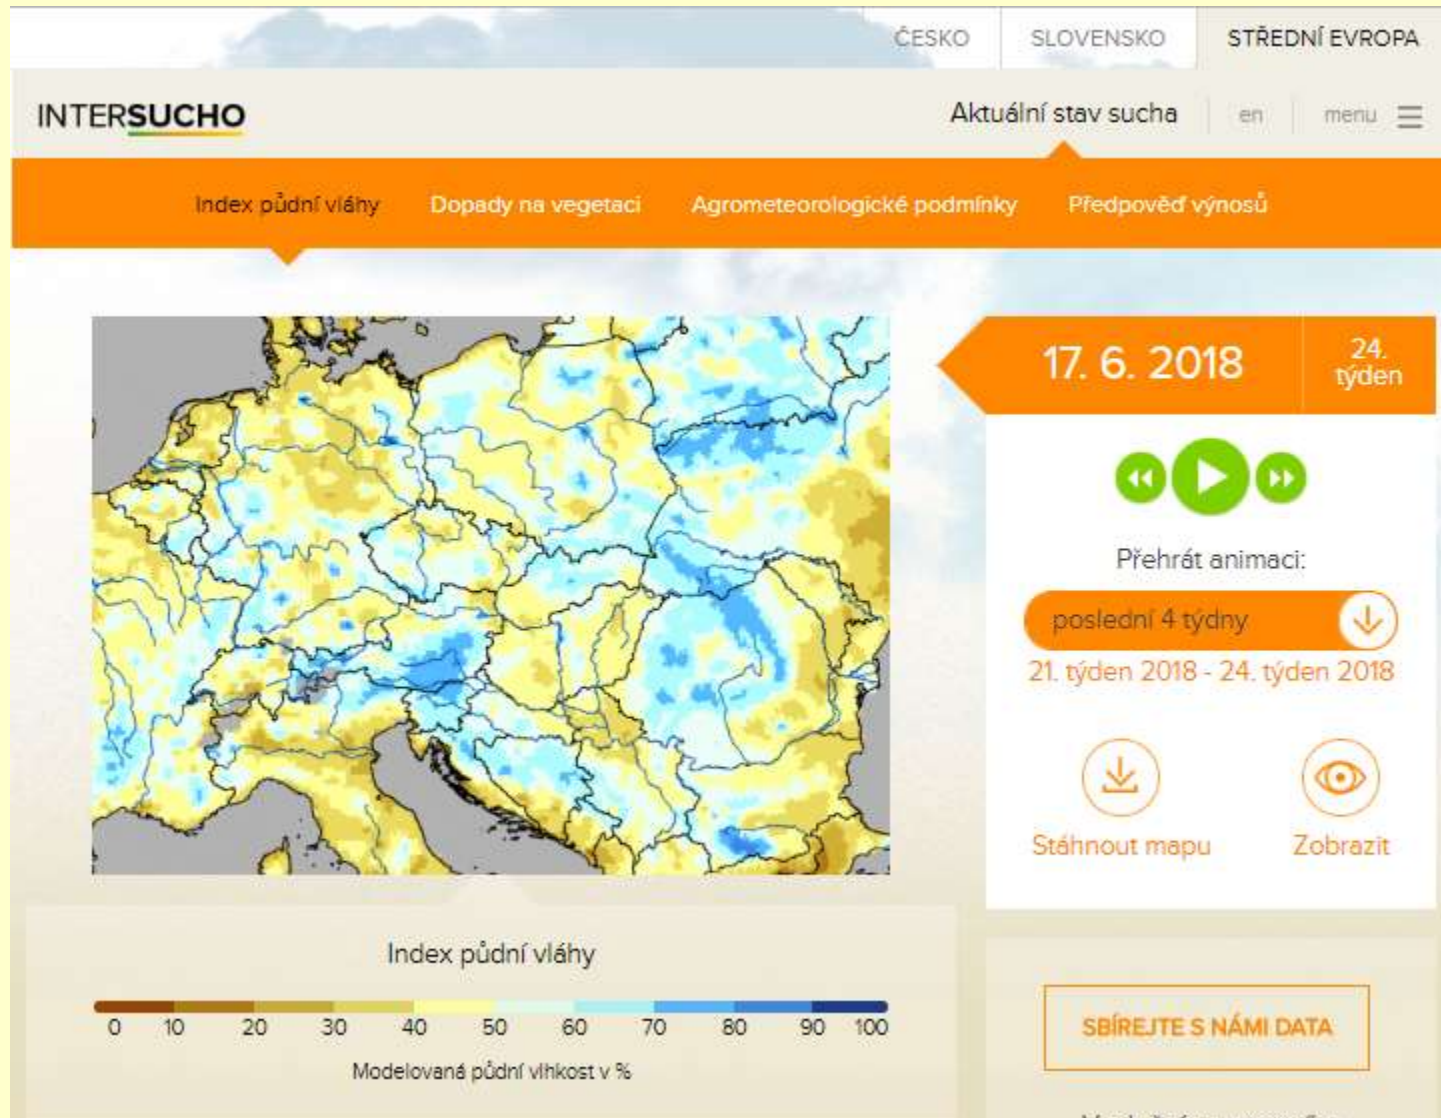 ČESKO SLOVENSKO STŘEDNÍ EVROPA
INTERSUCHO Aktuální stav sucha en menu
Index půdní vláhy Dopady na vegetaci Agrometeorologické podmínky Předpověď výnosů
17. 6. 2018 24. týden
Přehrát animaci:
poslední 4 týdny
21. týden 2018 - 24. týden 2018
Stáhnout mapu Zobrazit
Index půdní vláhy
0 10 20 30 40 50 60 70 80 90 100
Modelovaná půdní vlhkost v %
SBÍREJTE S NÁMI DATA